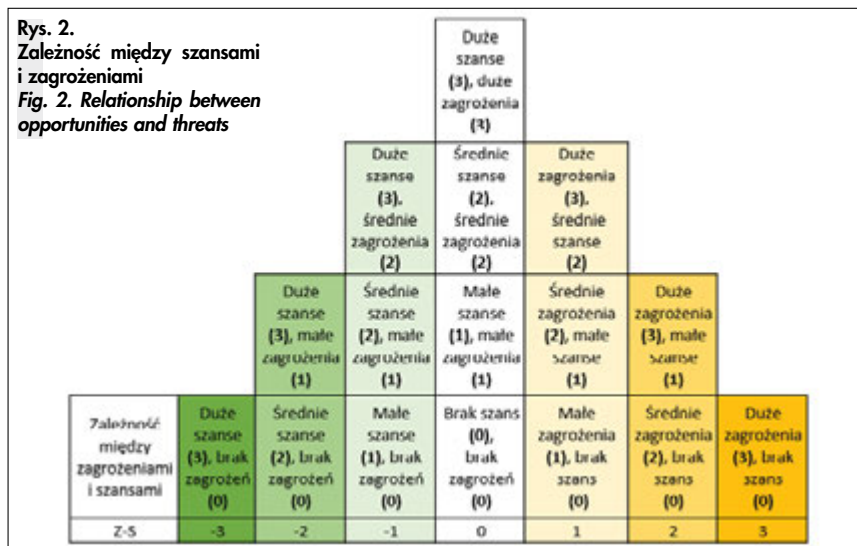 Rys. 2.
Zależność między szansami
i zagrożeniami
Fig. 2. Relationship between
opportunities and threats
Duże
szanse
(3), duże
zagrożenia
(3)
Duże
szanse
(3),
średnie
zagrożenia
(2)
Średnie
szanse
(2),
średnie
zagrożenia
(2)
Duże
zagrożenia
(3),
średnie
szanse
(2)
Duże
szanse
(3), małe
zagrożenia
(1)
Średnie
szanse
(2), małe
zagrożenia
(1)
Małe
szanse
(1), małe
zagrożenia
(1)
Średnie
zagrożenia
(2), małe
szanse
(1)
Duże
zagrożenia
(3), małe
szanse
(1)
Zależność
między
zagrożeniami
i szansami
Duże
szanse
(3), brak
zagrożeń
(0)
Średnie
szanse
(2), brak
zagrożeń
(0)
Małe
szanse
(1), brak
zagrożeń
(0)
Brak szans
(0),
brak
zagrożeń
(0)
Małe
zagrożenia
(1), brak
szans
(0)
Średnie
zagrożenia
(2), brak
szans
(0)
Duże
zagrożenia
(3), brak
szans
(0)
Z-S -3 -2 -1 0 1 2 3